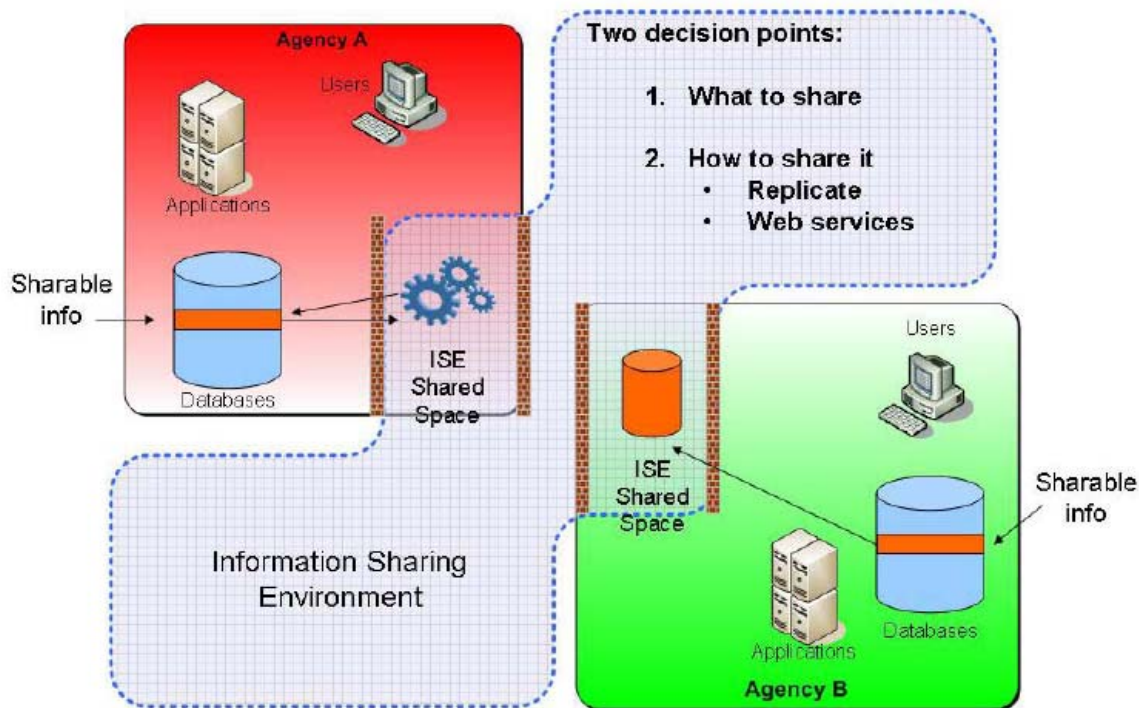 Agency A
Users
Applications
Sharable
info
Databases
ISE
Shared
Space
Two decision points:
1. What to share
2. How to share it
• Replicate
• Web services
Information Sharing
Environment
ISE
Shared
Space
Users
Sharable
info
Applications
Databases
Agency B